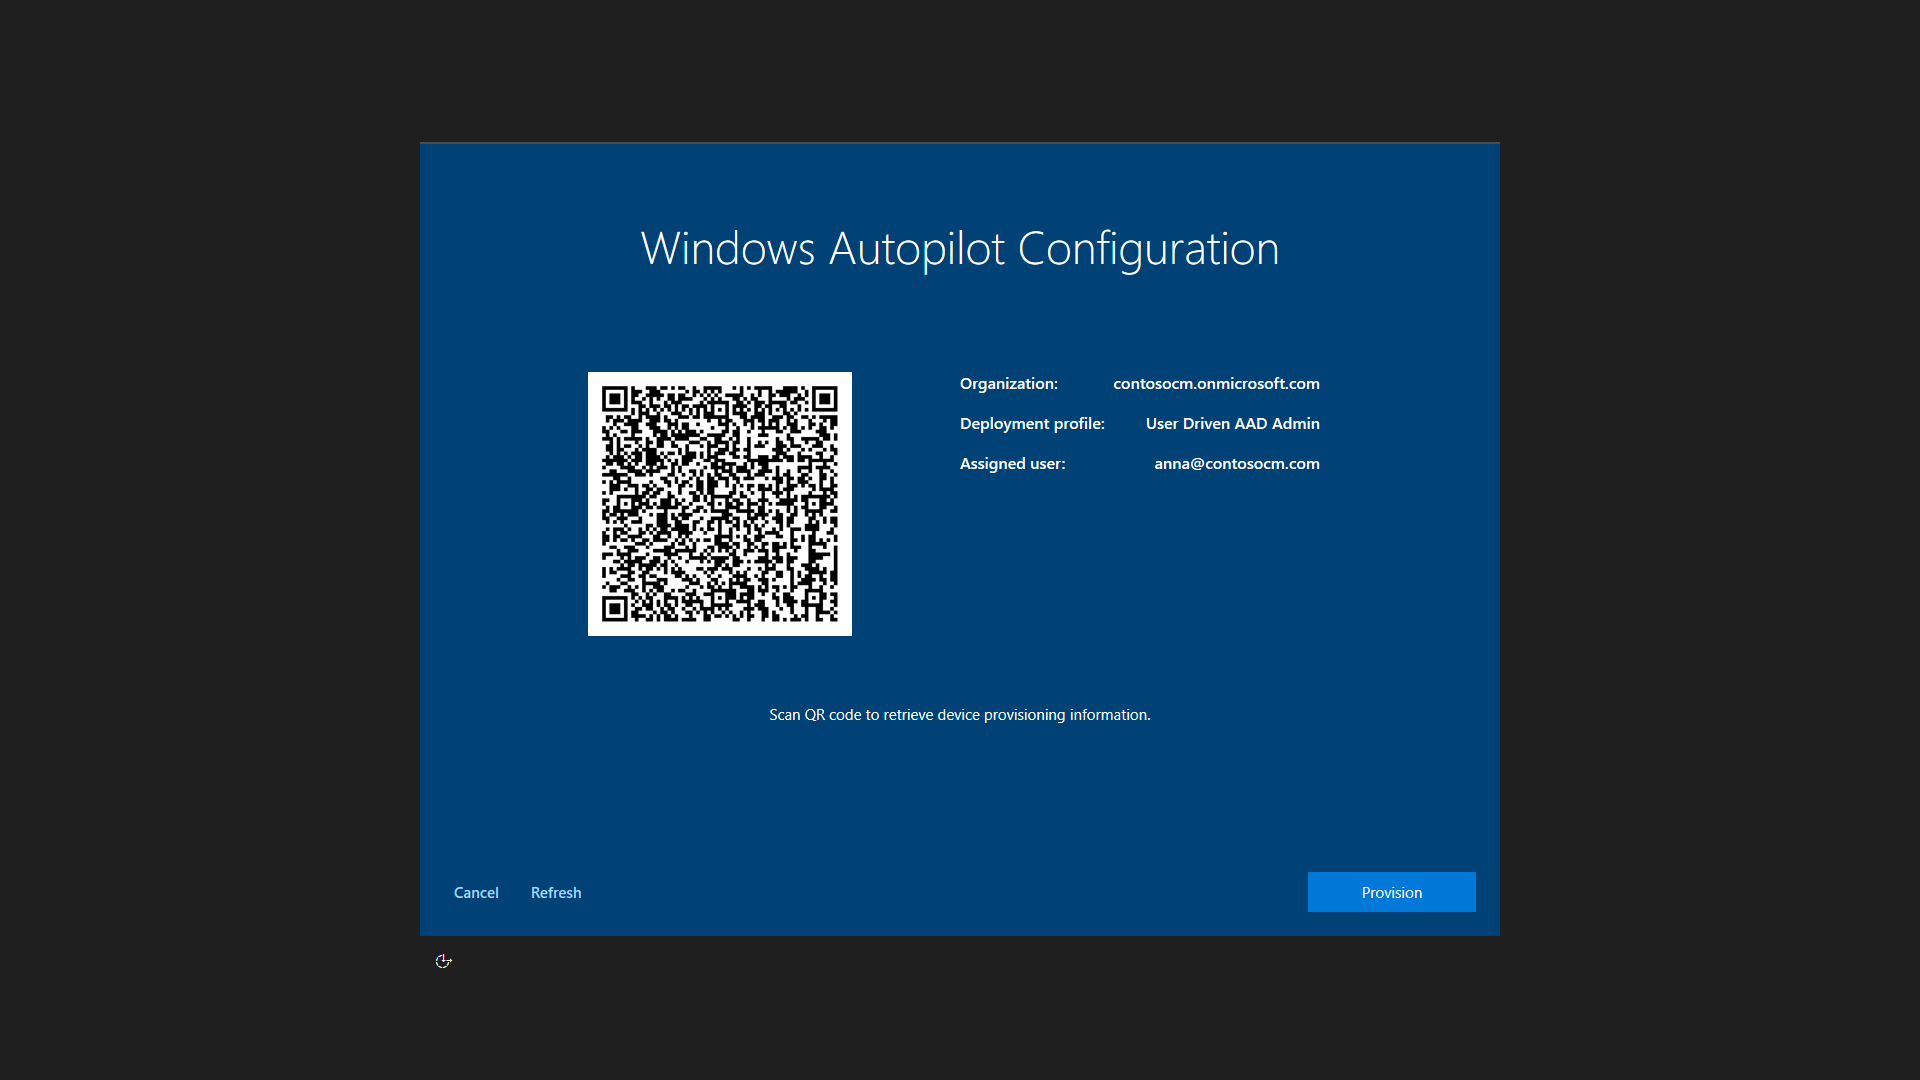 Windows Autopilot Configuration
Organization: contosocm.onmicrosoft.com
Deployment profile: User Driven AAD Admin
Assigned user: anna@contosocm.com
Scan QR code to retrieve device provisioning information.
Cancel Refresh Provision